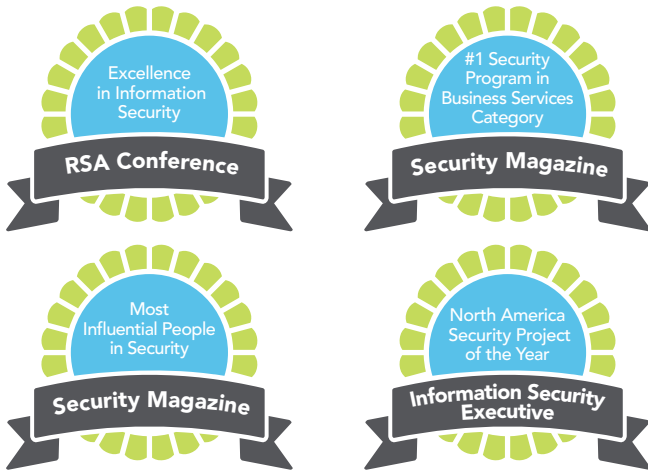 Excellence
in Information
Security
RSA Conference
#1 Security
Program in
Business Services
Category
Security Magazine
Most
Influential People
in Security
Security Magazine
North America
Security Project
of the Year
Information Security
Executive